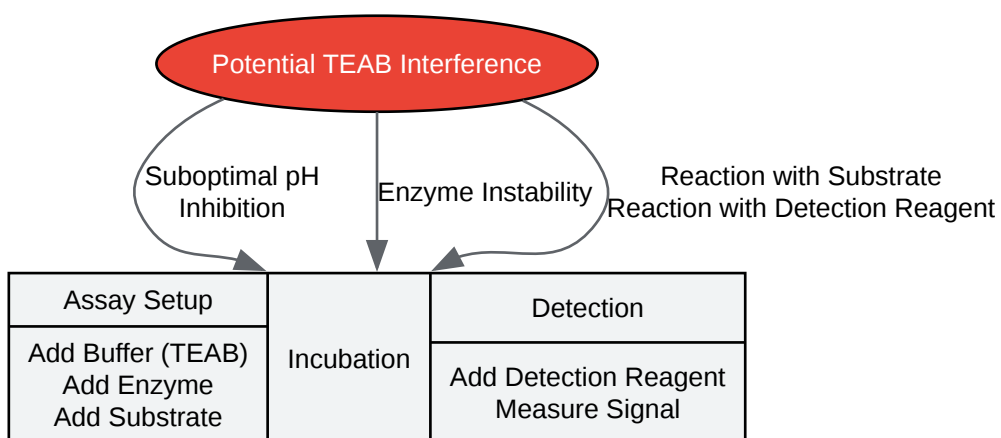 Potential TEAB Interference
Suboptimal pH
Inhibition
Enzyme Instability
Reaction with Substrate
Reaction with Detection Reagent
Assay Setup
Add Buffer (TEAB)
Add Enzyme
Add Substrate
Incubation
Detection
Add Detection Reagent
Measure Signal